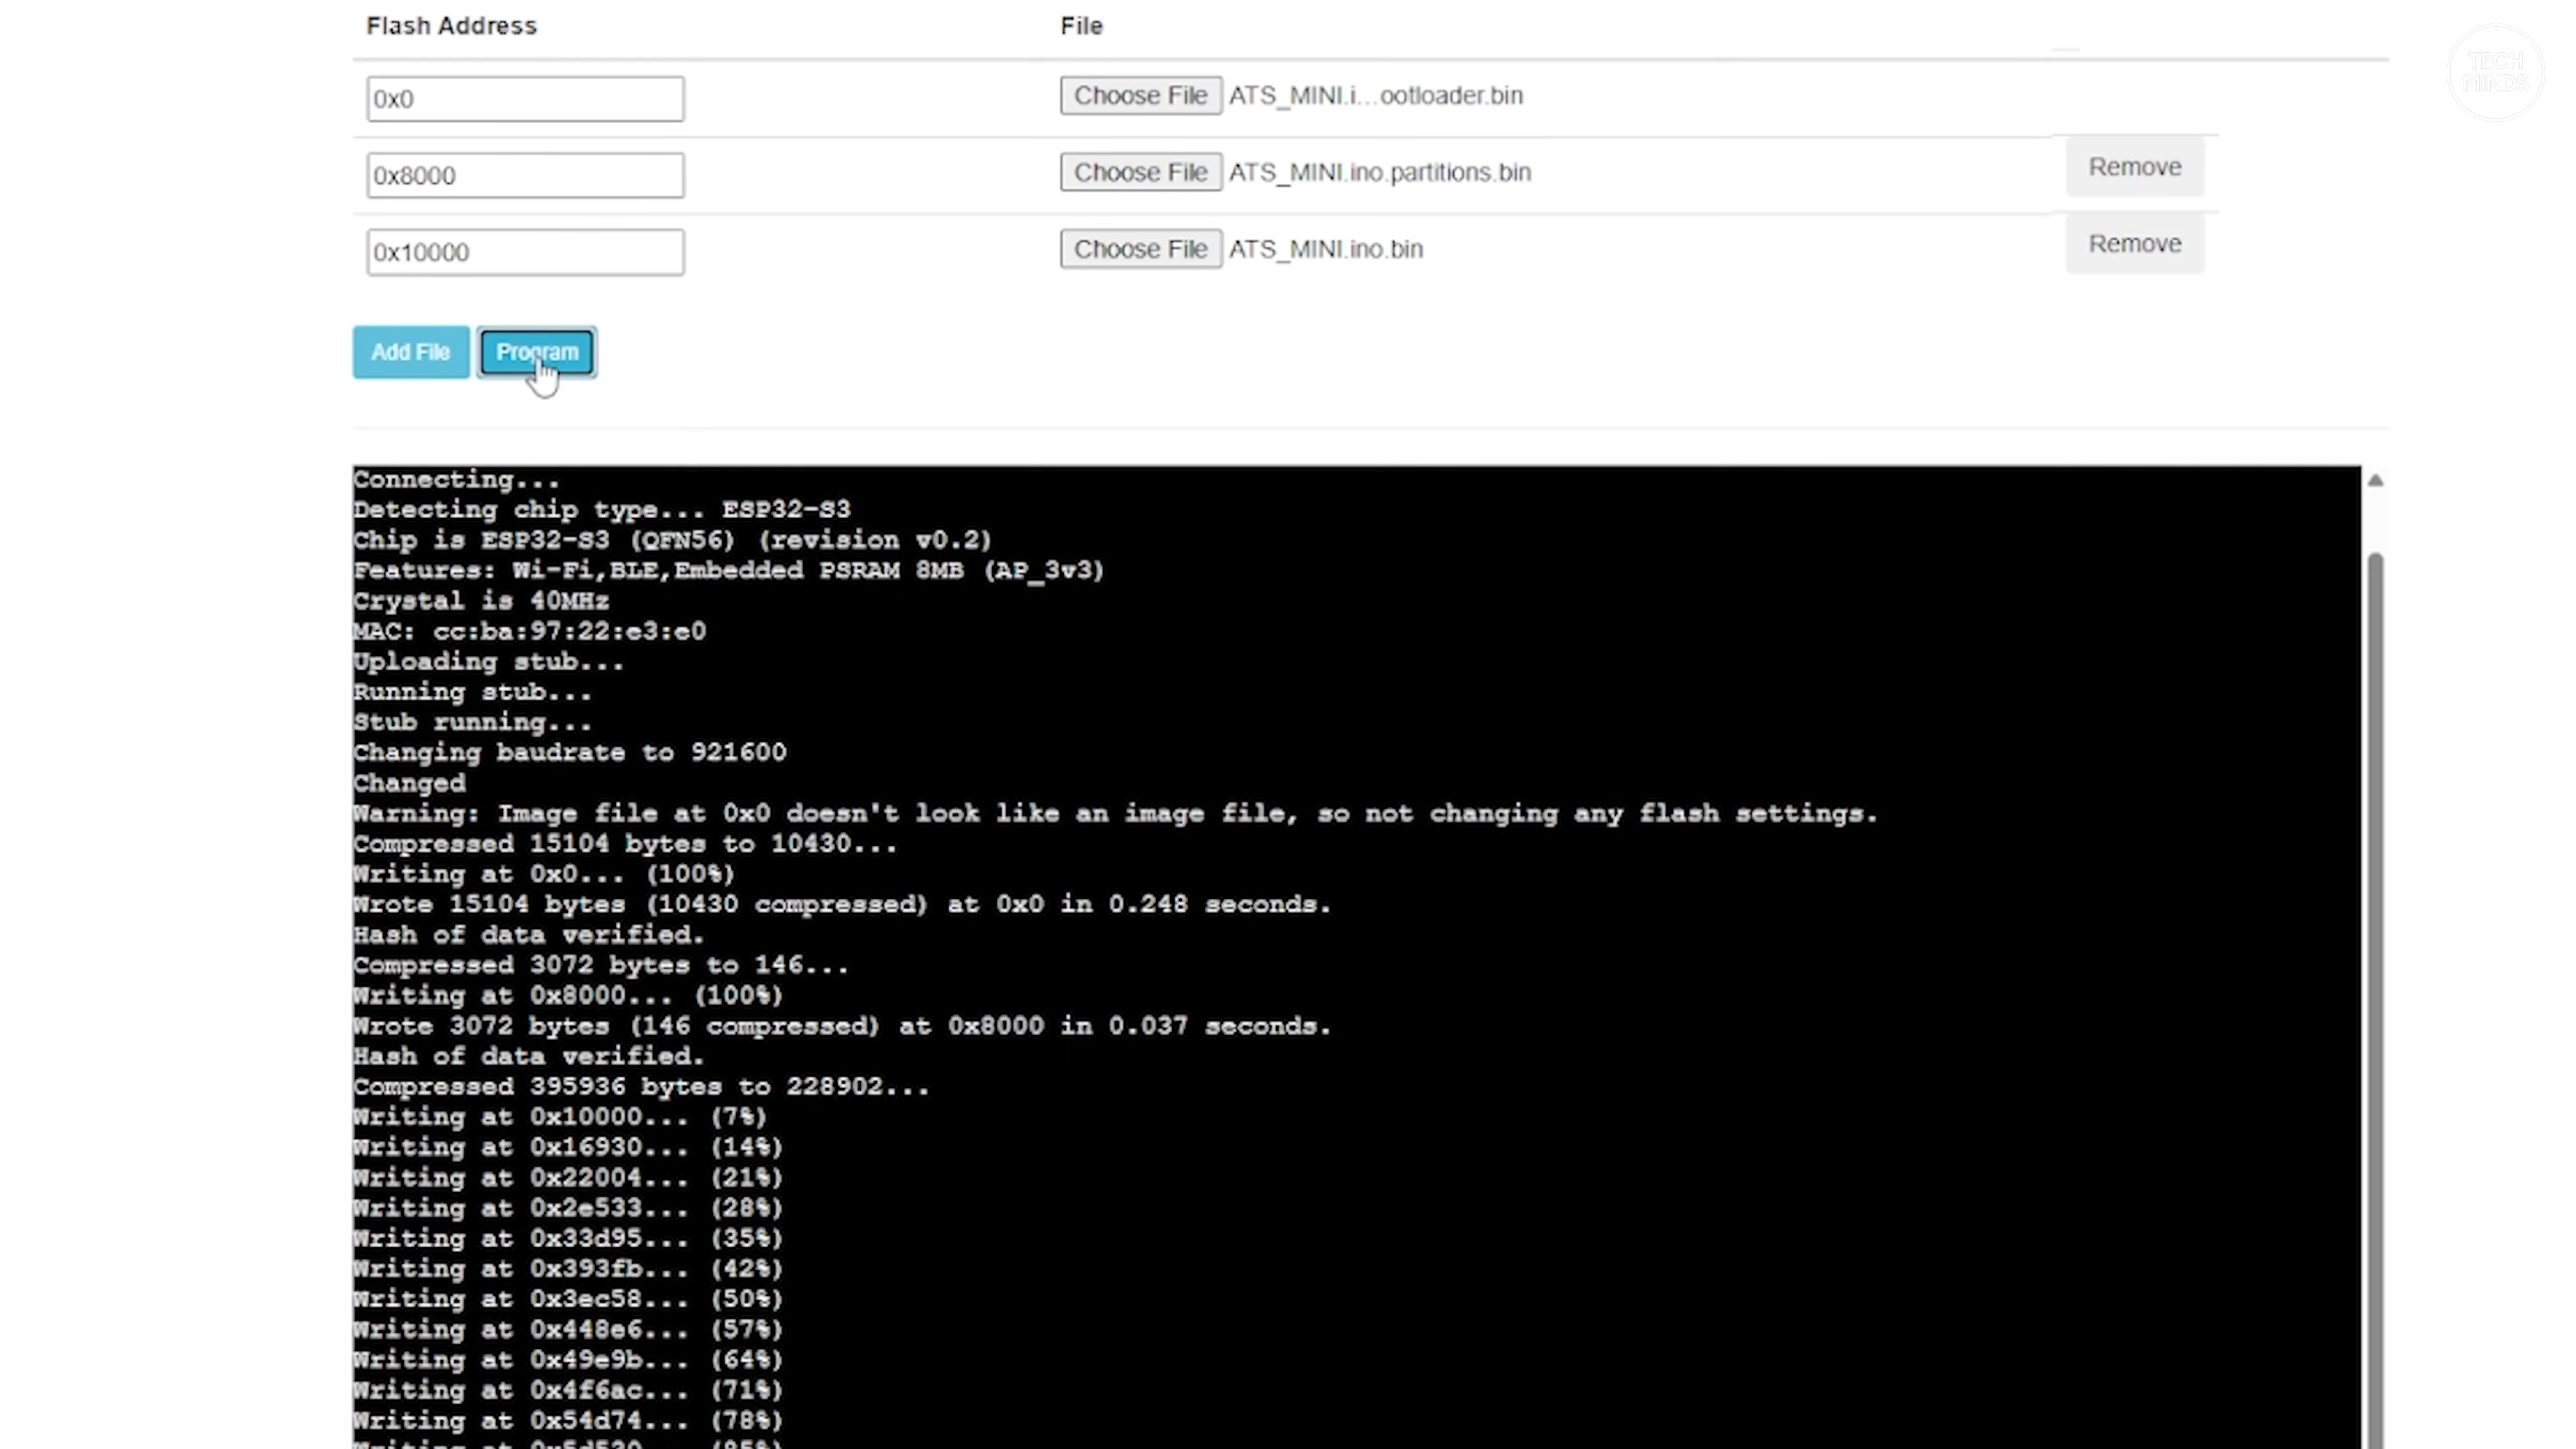 Flash Address File
TECH
MINDS
0x0 Choose File ATS_MINI.i... ootloader.bin
0x8000 Choose File ATS_MINI.ino.partitions.bin Remove
0x10000 Choose File ATS_MINI.ino.bin Remove
Add File Program
Connecting...
Detecting chip type... ESP32-S3
Chip is ESP32-S3 (QFN56) (revision v0.2)
Features: Wi-Fi,BLE,Embedded PSRAM 8MB (AP_3v3)
Crystal is 40MHz
MAC: cc:ba:97:22:e3:e0
Uploading stub...
Running stub...
Stub running...
Changing baudrate to 921600
Changed
Warning: Image file at 0x0 doesn't look like an image file, so not changing any flash settings.
Compressed 15104 bytes to 10430...
Writing at 0x0... (100%)
Wrote 15104 bytes (10430 compressed) at 0x0 in 0.248 seconds.
Hash of data verified.
Compressed 3072 bytes to 146...
Writing at 0x8000... (100%)
Wrote 3072 bytes (146 compressed) at 0x8000 in 0.037 seconds.
Hash of data verified.
Compressed 395936 bytes to 228902...
Writing at 0x10000... (7%)
Writing at 0x16930... (14%)
Writing at 0x22004... (21%)
Writing at 0x2e533... (28%)
Writing at 0x33d95... (35%)
Writing at 0x393fb... (42%)
Writing at 0x3ec58... (50%)
Writing at 0x448e6... (57%)
Writing at 0x49e9b... (64%)
Writing at 0x4f6ac... (71%)
Writing at 0x54d74... (78%)